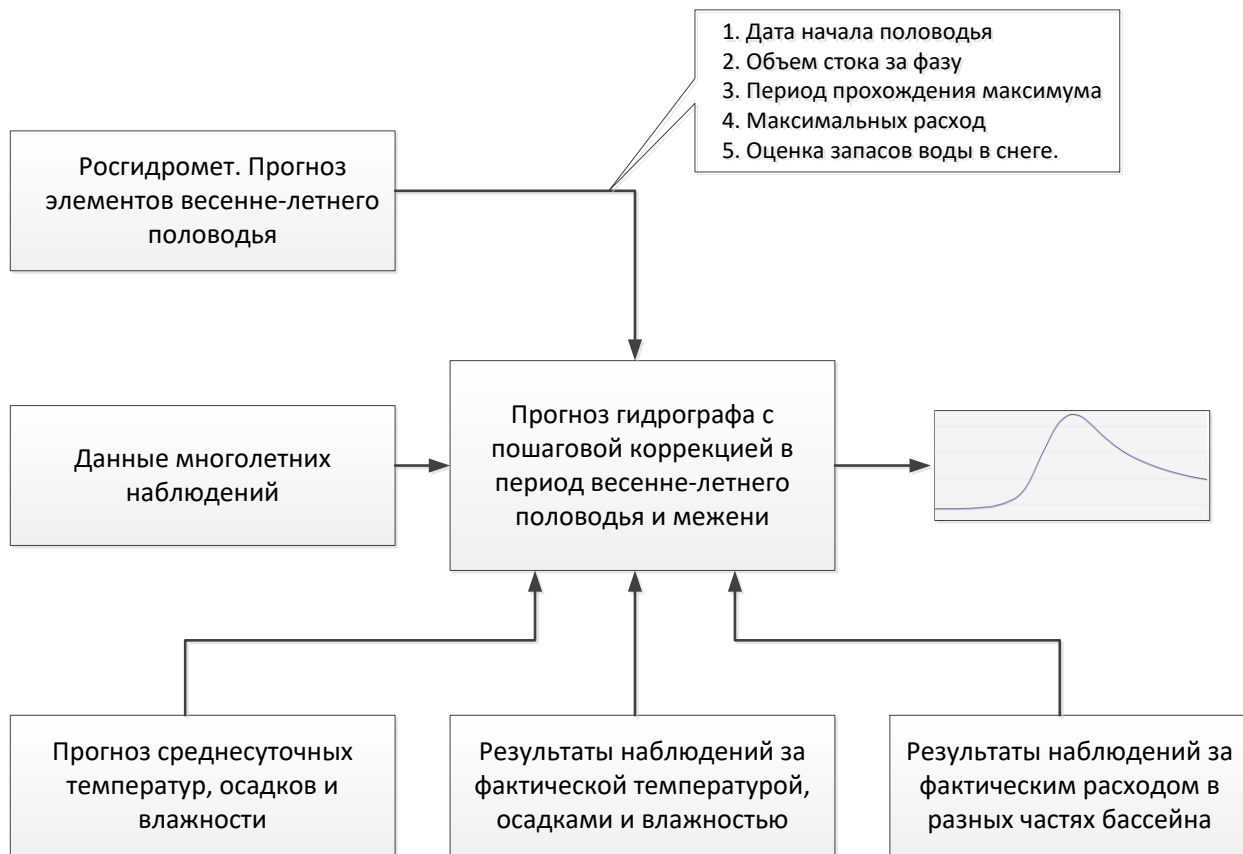 1. Дата начала половодья
2. Объем стока за фазу
3. Период прохождения максимума
4. Максимальных расход
5. Оценка запасов воды в снеге.
Росгидромет. Прогноз
элементов весенне-летнего
половодья
Данные многолетних
наблюдений
Прогноз гидрографа с
пошаговой коррекцией в
период весенне-летнего
половодья и межени
Прогноз среднесуточных
температур, осадков и
влажности
Результаты наблюдений за
фактической температурой,
осадками и влажностью
Результаты наблюдений за
фактическим расходом в
разных частях бассейна